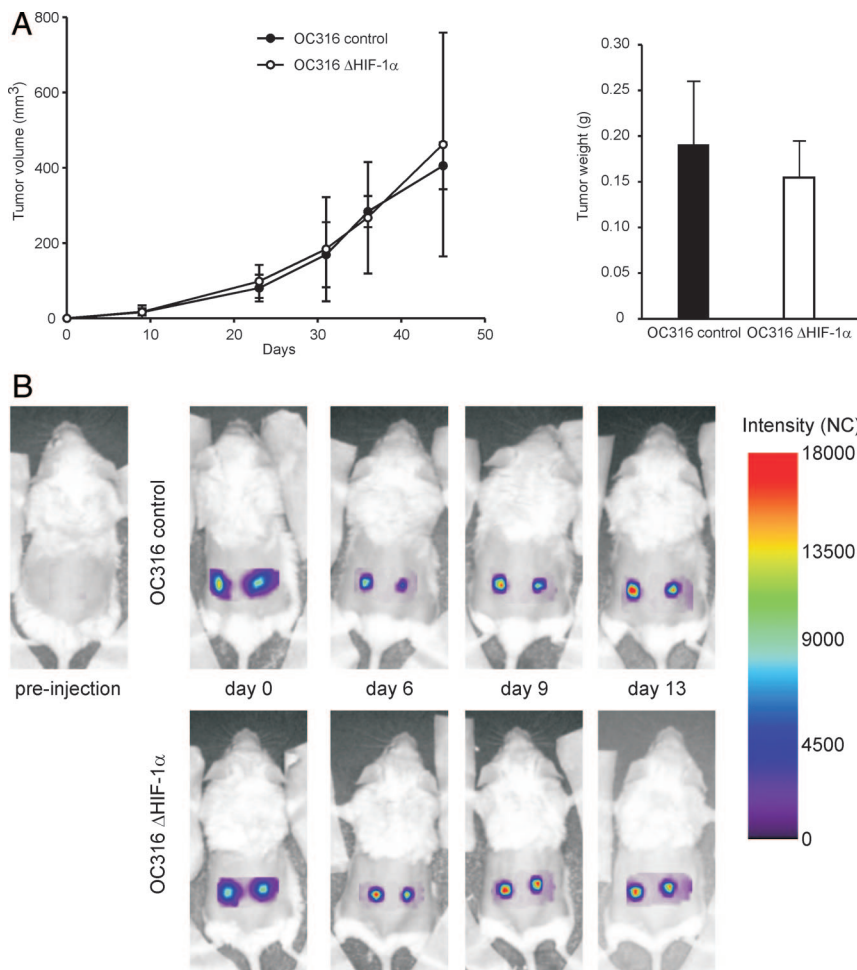 A
800
600
400
200
0
Tumor volume (mm³)
0 10 20 30 40 50
Days
OC316 control
OC316 ΔHIF-1α
0.30
0.25
0.20
0.15
0.10
0.05
0
Tumor weight (g)
OC316 control OC316 ΔHIF-1α
B
OC316 control
Intensity (NC)
18000
13500
9000
4500
0
pre-injection day 0 day 6 day 9 day 13
OC316 ΔHIF-1α